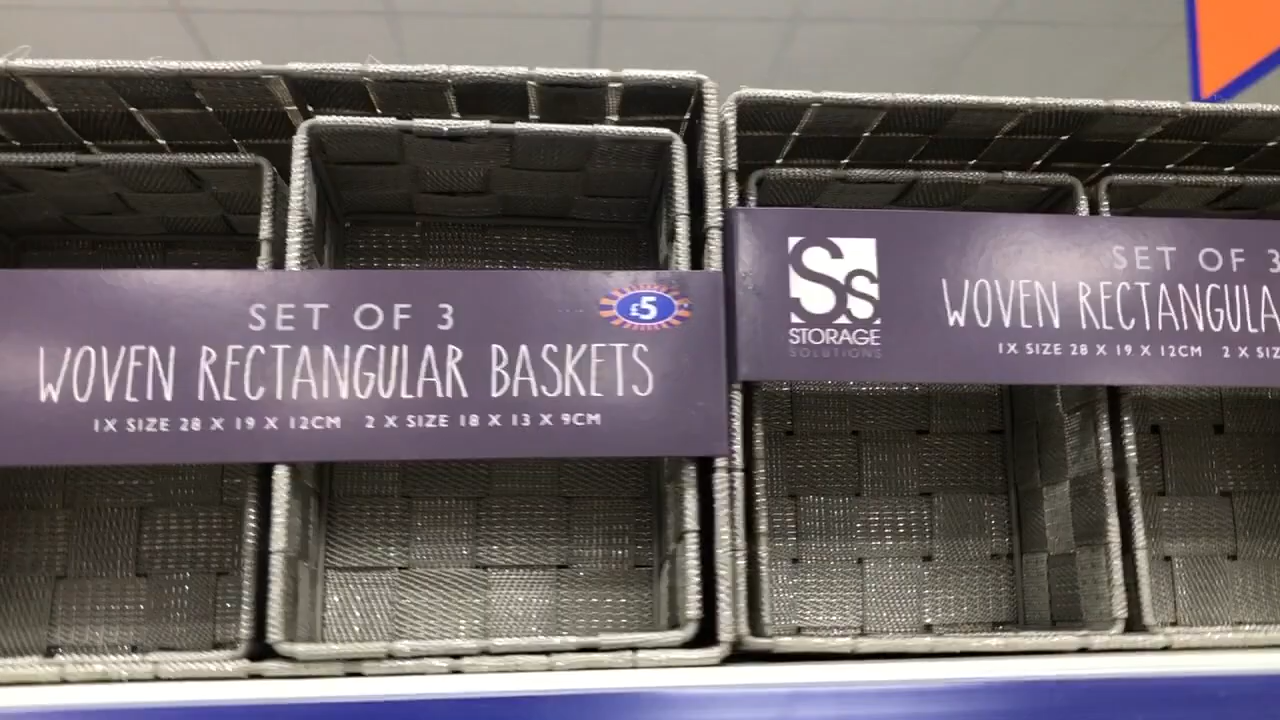 SET OF 3
£5
WOVEN RECTANGULAR BASKETS
1X SIZE 28 X 19 X 12CM 2 X SIZE 18 X 13 X 9CM
Ss
STORAGE
SOLUTIONS
SET OF 3
WOVEN RECTANGULA
1X SIZE 28 X 19 X 12CM 2 X SIZ